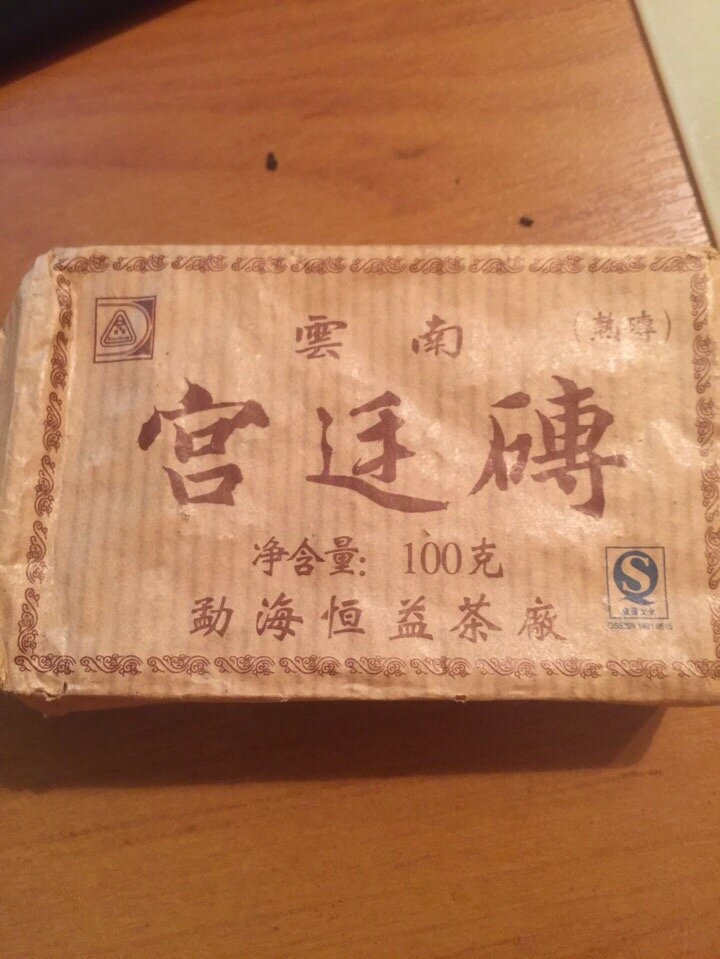 雲南 (熟磚)
宫廷磚
净含量: 100克
勐海恒益茶廠